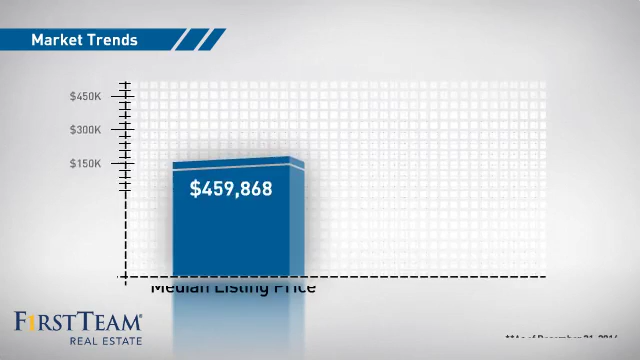 Market Trends
$450K
$300K
$150K
$459,868
Median Listing Price
FIRSTTEAM®
REAL ESTATE